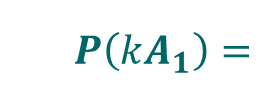 P(kA₁) =